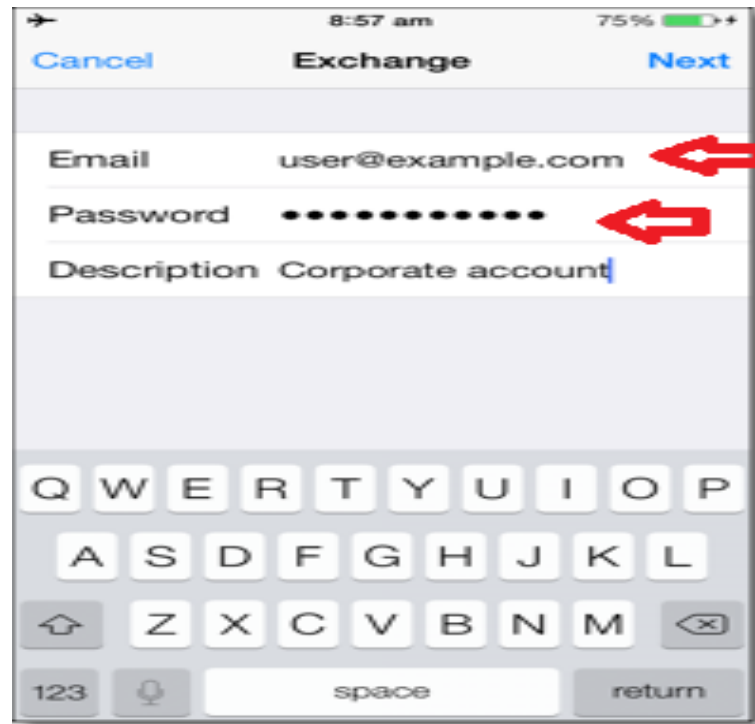 8:57 am 75%
Cancel Exchange Next
Email user@example.com
Password •••••••••••
Description Corporate account
Q W E R T Y U I O P
A S D F G H J K L
Z X C V B N M
123 space return